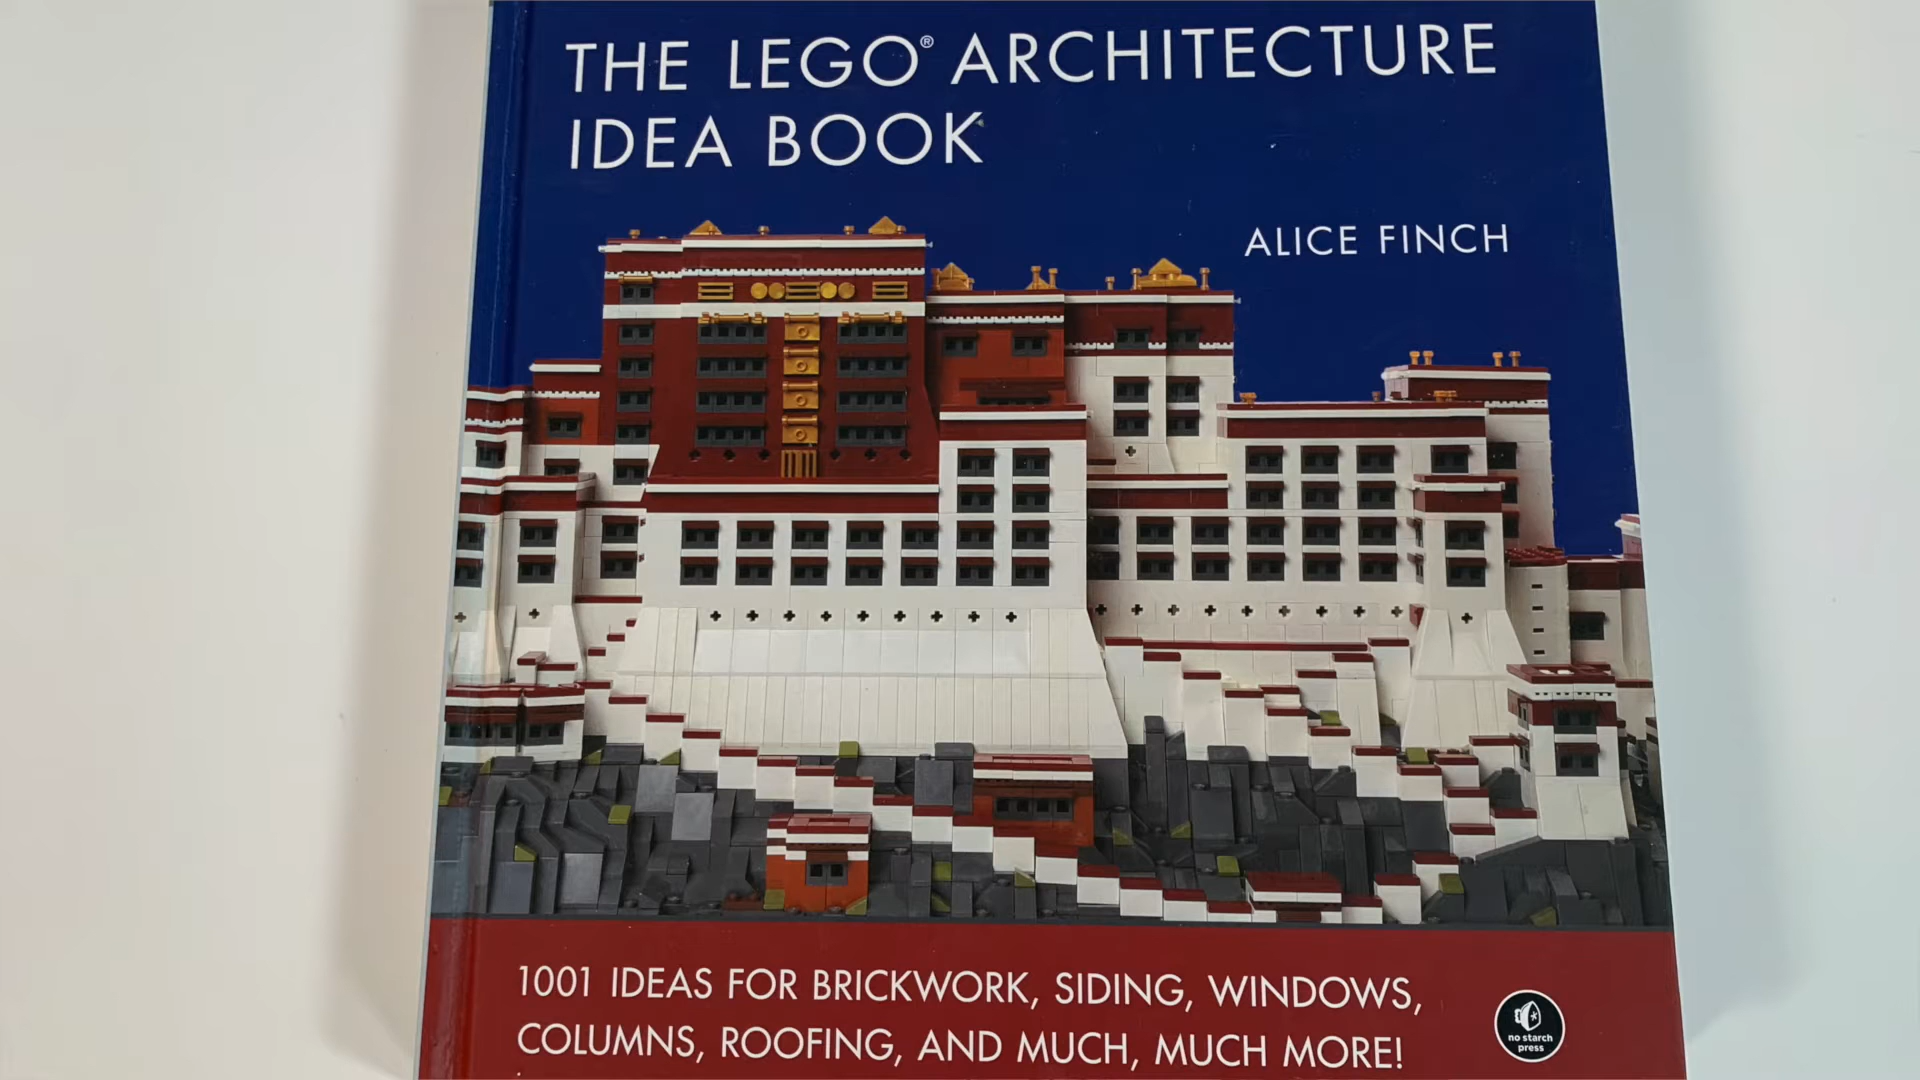 THE LEGO® ARCHITECTURE
IDEA BOOK
ALICE FINCH
1001 IDEAS FOR BRICKWORK, SIDING, WINDOWS,
COLUMNS, ROOFING, AND MUCH, MUCH MORE!
no starch
press